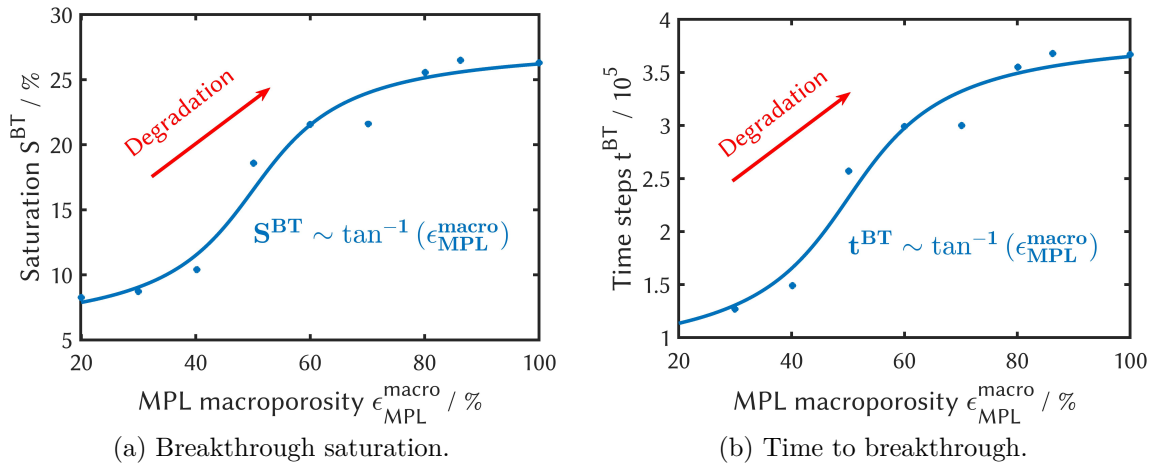 30
25
20
15
10
5
Saturation S^BT / %
Degradation
S^BT ∼ tan^−1 (ϵ_MPL^macro)
20 40 60 80 100
MPL macroporosity ϵ_MPL^macro / %
(a) Breakthrough saturation.
4
3.5
3
2.5
2
1.5
1
Time steps t^BT / 10^5
Degradation
t^BT ∼ tan^−1 (ϵ_MPL^macro)
20 40 60 80 100
MPL macroporosity ϵ_MPL^macro / %
(b) Time to breakthrough.